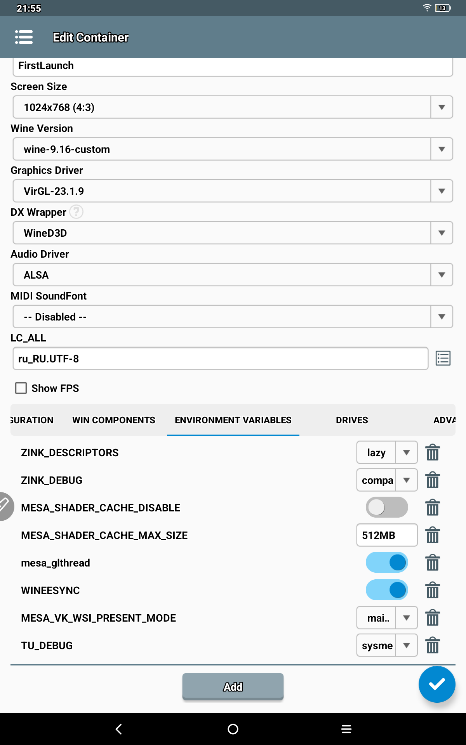 21:55
Edit Container
FirstLaunch
Screen Size
1024x768 (4:3)
Wine Version
wine-9.16-custom
Graphics Driver
VirGL-23.1.9
DX Wrapper ?
WineD3D
Audio Driver
ALSA
MIDI SoundFont
-- Disabled --
LC_ALL
ru_RU.UTF-8
Show FPS
GURATION WIN COMPONENTS ENVIRONMENT VARIABLES DRIVES ADVA
ZINK_DESCRIPTORS lazy
ZINK_DEBUG compa
MESA_SHADER_CACHE_DISABLE
MESA_SHADER_CACHE_MAX_SIZE 512MB
mesa_glthread
WINEESYNC
MESA_VK_WSI_PRESENT_MODE mai..
TU_DEBUG sysme
Add